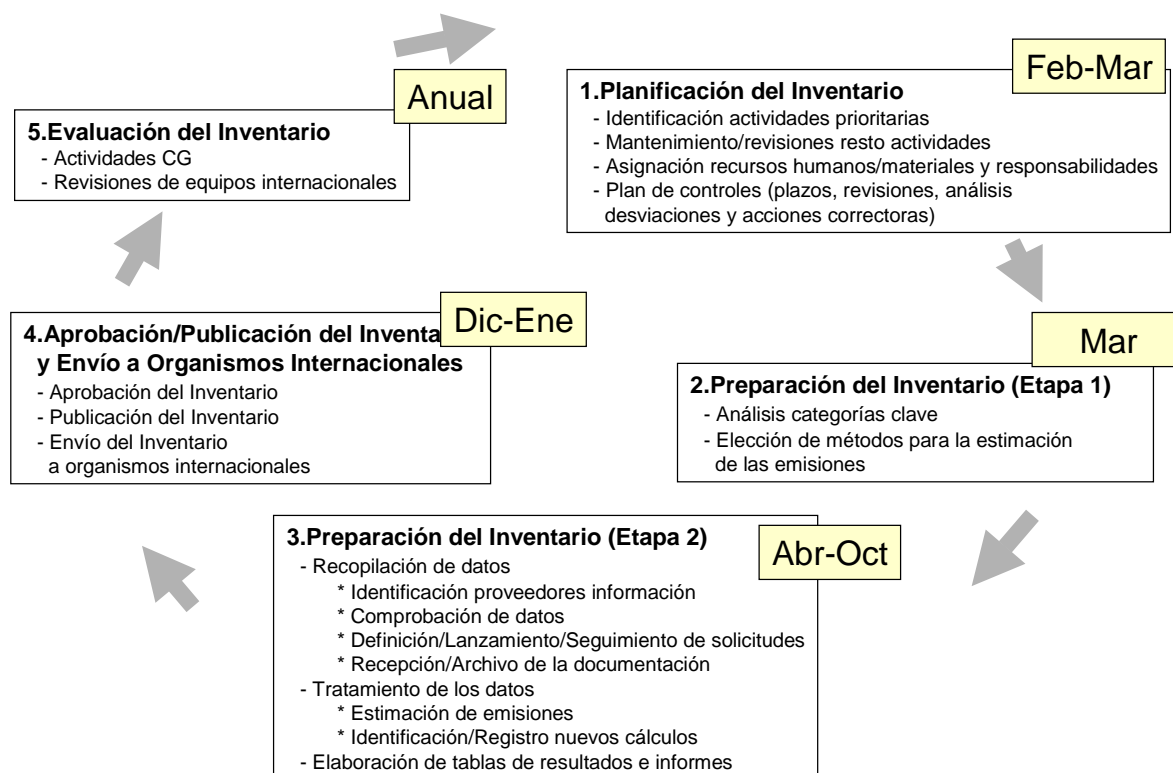 Feb-Mar
1.Planificación del Inventario
- Identificación actividades prioritarias
- Mantenimiento/revisiones resto actividades
- Asignación recursos humanos/materiales y responsabilidades
- Plan de controles (plazos, revisiones, análisis
desviaciones y acciones correctoras)
Mar
2.Preparación del Inventario (Etapa 1)
- Análisis categorías clave
- Elección de métodos para la estimación
de las emisiones
Abr-Oct
3.Preparación del Inventario (Etapa 2)
- Recopilación de datos
* Identificación proveedores información
* Comprobación de datos
* Definición/Lanzamiento/Seguimiento de solicitudes
* Recepción/Archivo de la documentación
- Tratamiento de los datos
* Estimación de emisiones
* Identificación/Registro nuevos cálculos
- Elaboración de tablas de resultados e informes
Dic-Ene
4.Aprobación/Publicación del Inventa
y Envío a Organismos Internacionales
- Aprobación del Inventario
- Publicación del Inventario
- Envío del Inventario
a organismos internacionales
Anual
5.Evaluación del Inventario
- Actividades CG
- Revisiones de equipos internacionales